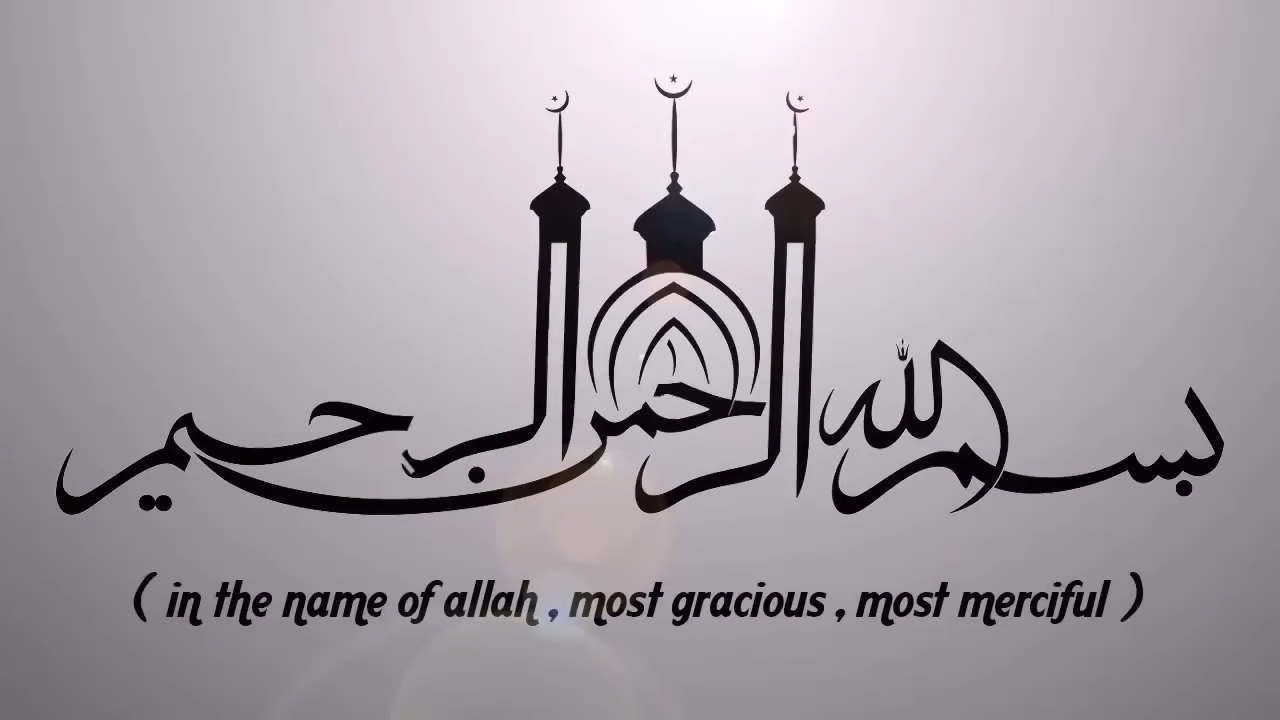 بسم الله الرحمن الرحيم
( in the name of allah , most gracious , most merciful )